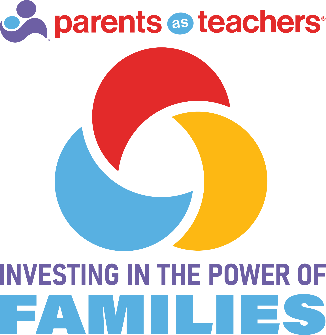 parents as teachers®
INVESTING IN THE POWER OF
FAMILIES